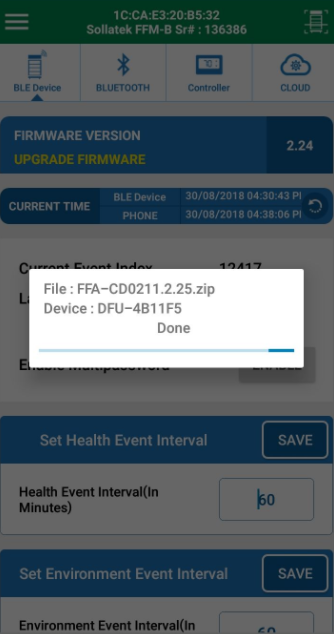 1C:CA:E3:20:B5:32
Sollatek FFM-B Sr# : 136386
BLE Device
BLUETOOTH
Controller
CLOUD
FIRMWARE VERSION
UPGRADE FIRMWARE
2.24
CURRENT TIME
BLE Device 30/08/2018 04:30:43 P
PHONE 30/08/2018 04:38:06 P
Current Event Index 12417
File : FFA-CD0211.2.25.zip
Device : DFU-4B11F5
Done
Enable Multipassword
Set Health Event Interval SAVE
Health Event Interval(In
Minutes)
60
Set Environment Event Interval SAVE
Environment Event Interval(In
60